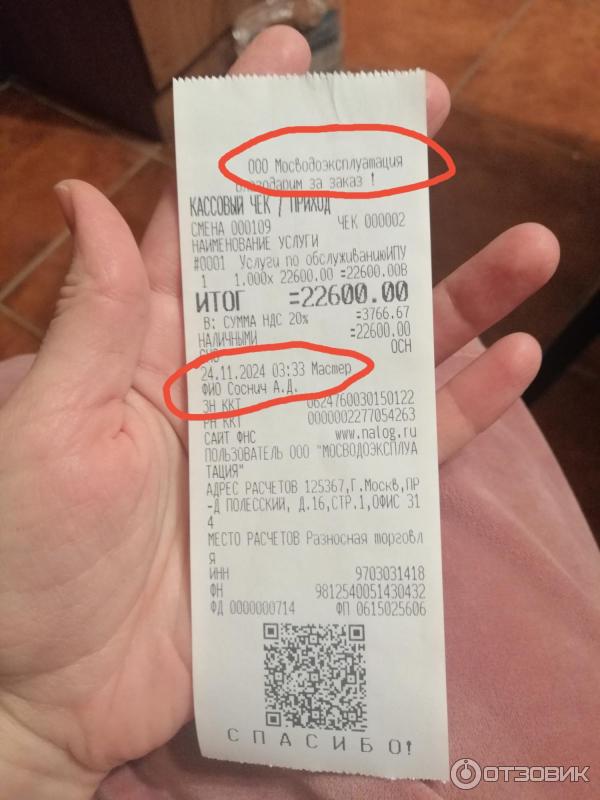 ООО Мосводоэксплуатация
Благодарим за заказ !
КАССОВЫЙ ЧЕК / ПРИХОД
СМЕНА 000109 ЧЕК 000002
НАИМЕНОВАНИЕ УСЛУГИ
#0001 Услуги по обслуживаниюИПУ
1 1.000x 22600.00 =22600.00В
ИТОГ =22600.00
В: СУММА НДС 20% =3766.67
НАЛИЧНЫМИ =22600.00
СНО ОСН
24.11.2024 03:33 Мастер
ФИО Соснич А.Д.
ЗН ККТ 0624760030150122
РН ККТ 0000002277054263
САЙТ ФНС www.nalog.ru
ПОЛЬЗОВАТЕЛЬ ООО "МОСВОДОЭКСПЛУА
ТАЦИЯ"
АДРЕС РАСЧЕТОВ 125367,Г.Москв,ПР
-Д ПОЛЕССКИЙ, Д.16,СТР.1,ОФИС 31
4
МЕСТО РАСЧЕТОВ Разносная торговл
я
ИНН 9703031418
ФН 9812540051430432
ФД 0000000714 ФП 0615025606
СПАСИБО!
ОТЗОВИК